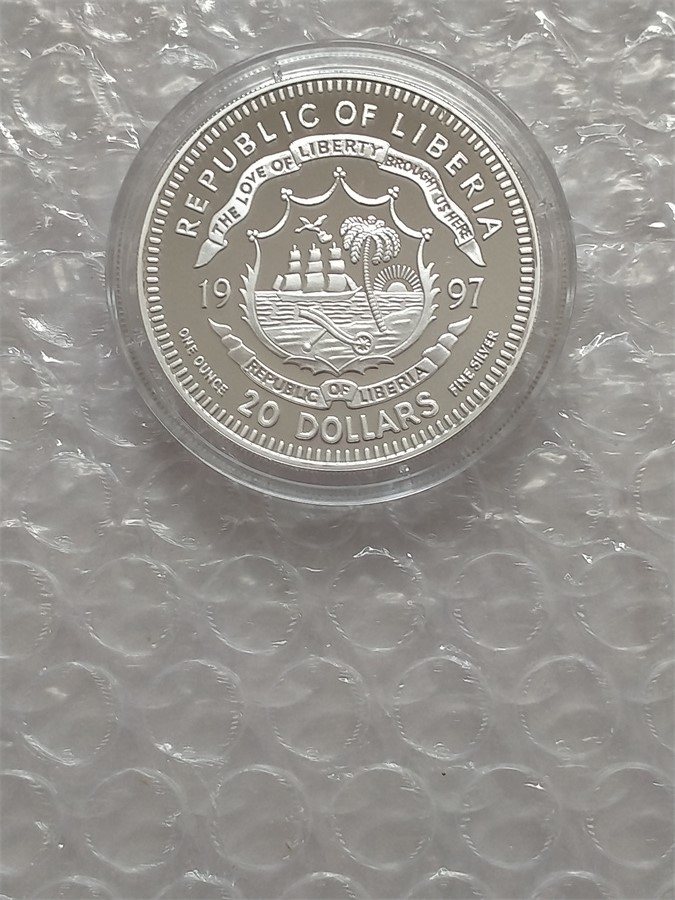 REPUBLIC OF LIBERIA
THE LOVE OF LIBERTY BROUGHT US HERE
19 97
ONE OUNCE
FINE SILVER
REPUBLIC OF LIBERIA
20 DOLLARS